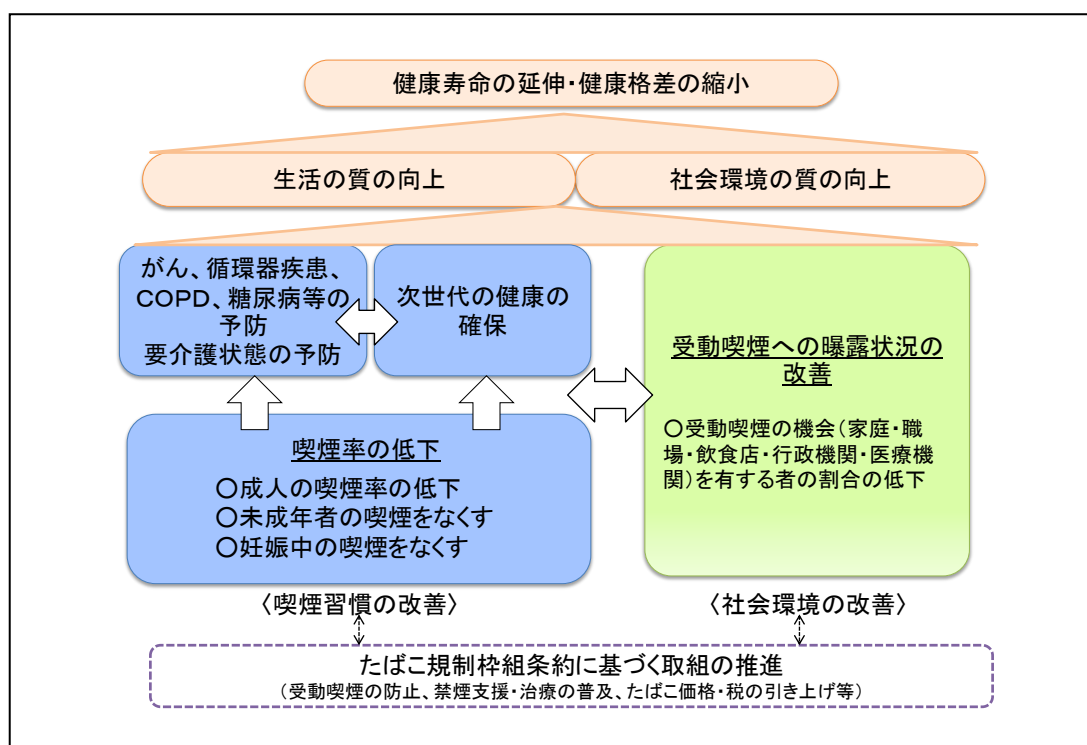 健康寿命の延伸・健康格差の縮小
生活の質の向上
社会環境の質の向上
がん、循環器疾患、
COPD、糖尿病等の
予防
要介護状態の予防
次世代の健康の
確保
喫煙率の低下
○成人の喫煙率の低下
○未成年者の喫煙をなくす
○妊娠中の喫煙をなくす
受動喫煙への曝露状況の
改善
○受動喫煙の機会（家庭・職
場・飲食店・行政機関・医療機
関）を有する者の割合の低下
〈喫煙習慣の改善〉
〈社会環境の改善〉
たばこ規制枠組条約に基づく取組の推進
（受動喫煙の防止、禁煙支援・治療の普及、たばこ価格・税の引き上げ等）